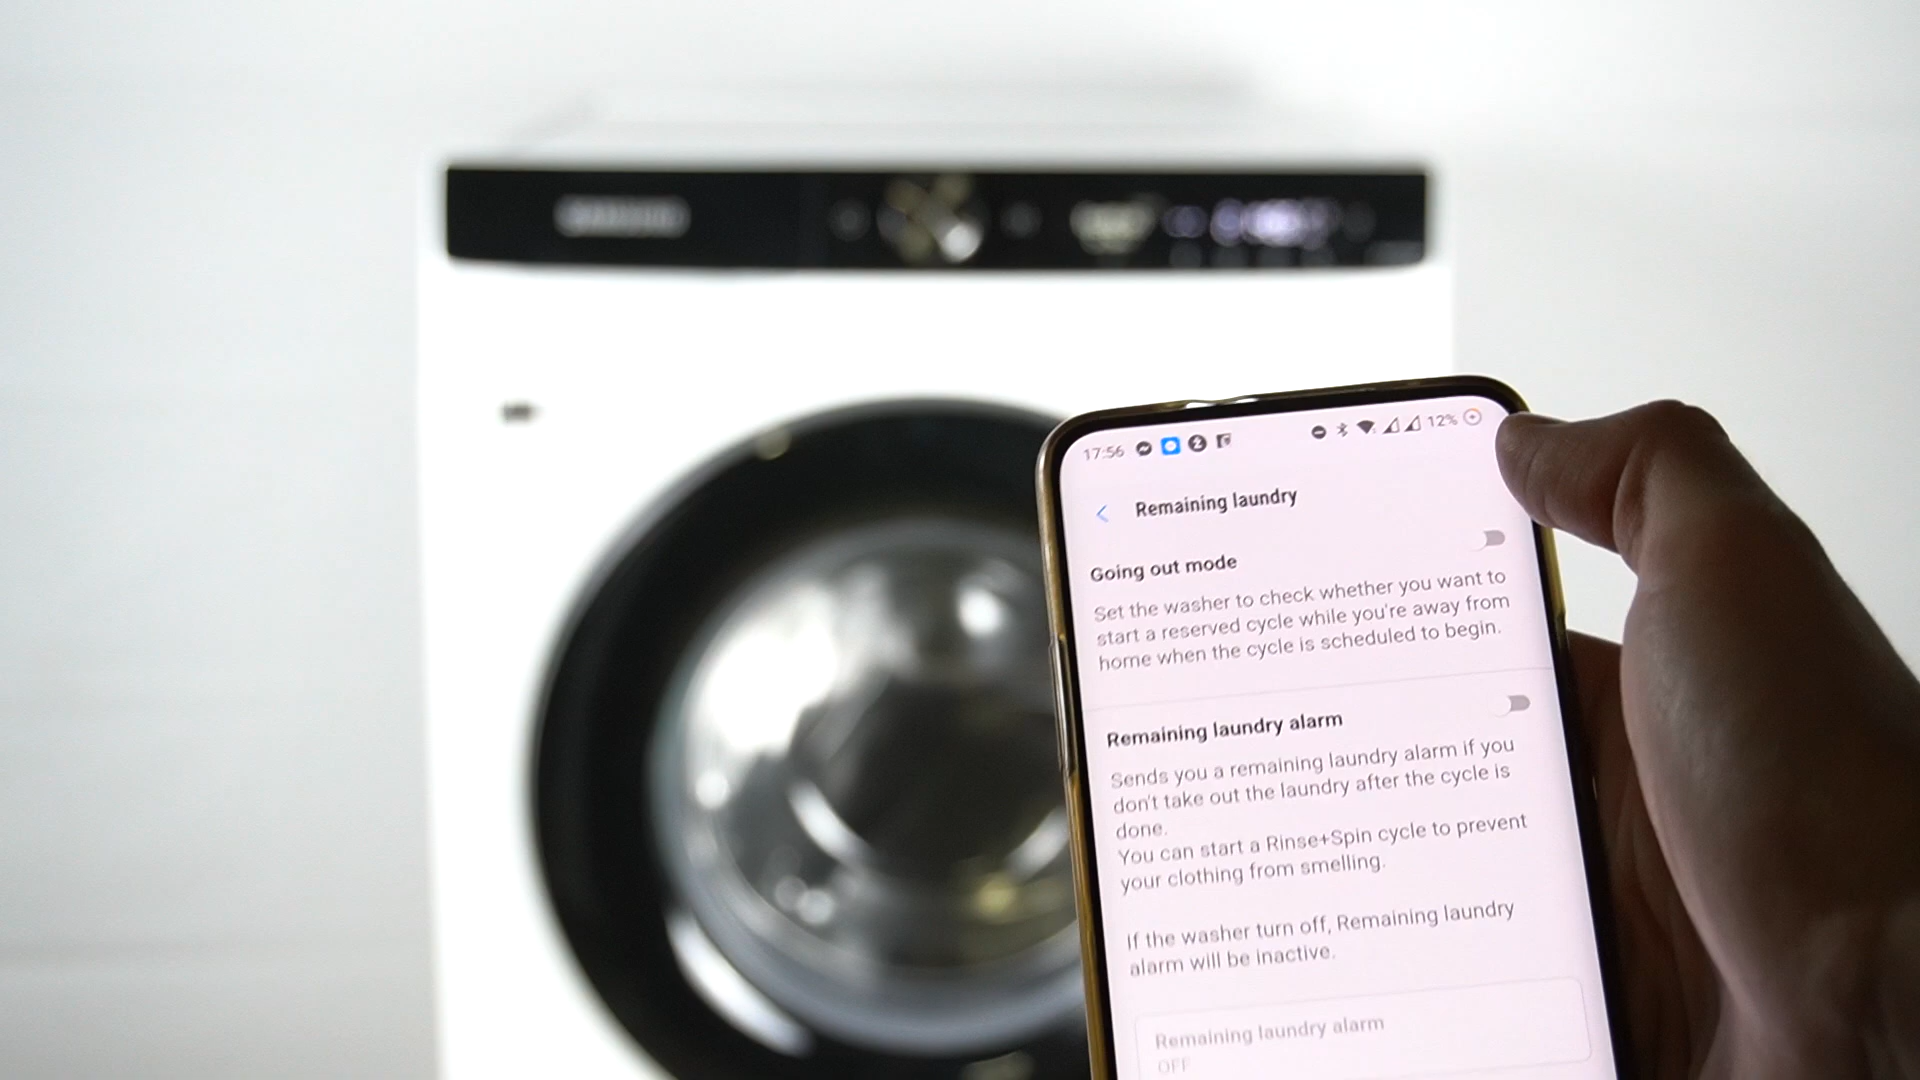 SAMSUNG
17:56
12%
Remaining laundry
Going out mode
Set the washer to check whether you want to
start a reserved cycle while you're away from
home when the cycle is scheduled to begin.
Remaining laundry alarm
Sends you a remaining laundry alarm if you
don't take out the laundry after the cycle is
done.
You can start a Rinse+Spin cycle to prevent
your clothing from smelling.
If the washer turn off, Remaining laundry
alarm will be inactive.
Remaining laundry alarm
OFF